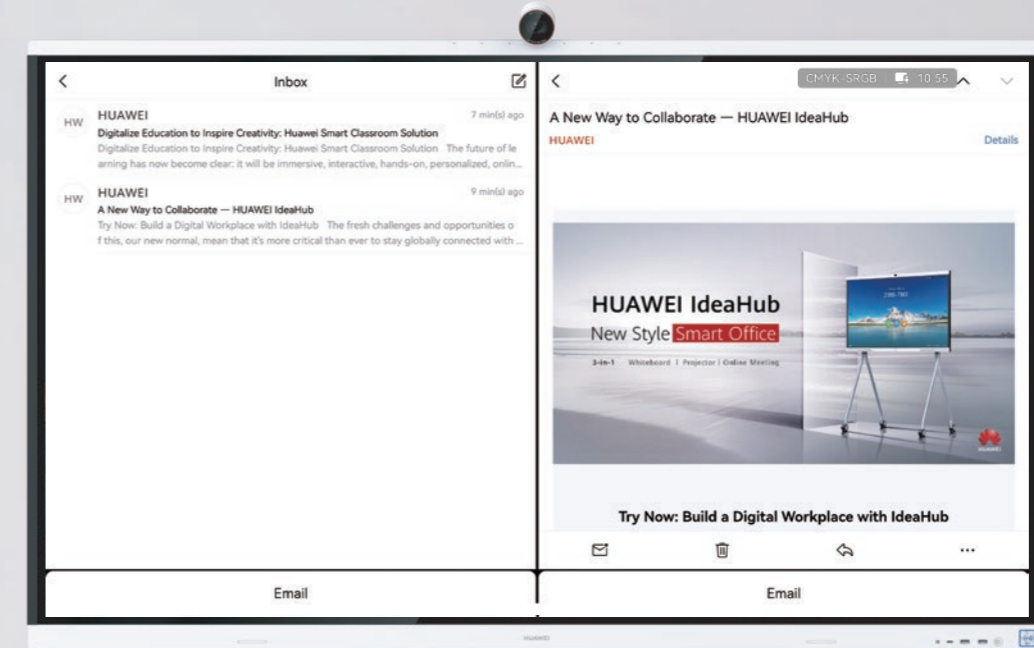 Inbox
HW
HUAWEI
7 min(s) ago
Digitalize Education to Inspire Creativity: Huawei Smart Classroom Solution
Digitalize Education to Inspire Creativity: Huawei Smart Classroom Solution The future of le
arning has now become clear: it will be immersive, interactive, hands-on, personalized, onlin...
HW
HUAWEI
9 min(s) ago
A New Way to Collaborate — HUAWEI IdeaHub
Try Now: Build a Digital Workplace with IdeaHub The fresh challenges and opportunities o
f this, our new normal, mean that it's more critical than ever to stay globally connected with ...
Email
CMYK-SRGB 10:55
A New Way to Collaborate — HUAWEI IdeaHub
HUAWEI
Details
HUAWEI IdeaHub
New Style Smart Office
3-in-1 Whiteboard | Projector | Online Meeting
HUAWEI
Try Now: Build a Digital Workplace with IdeaHub
Email
HUAWEI